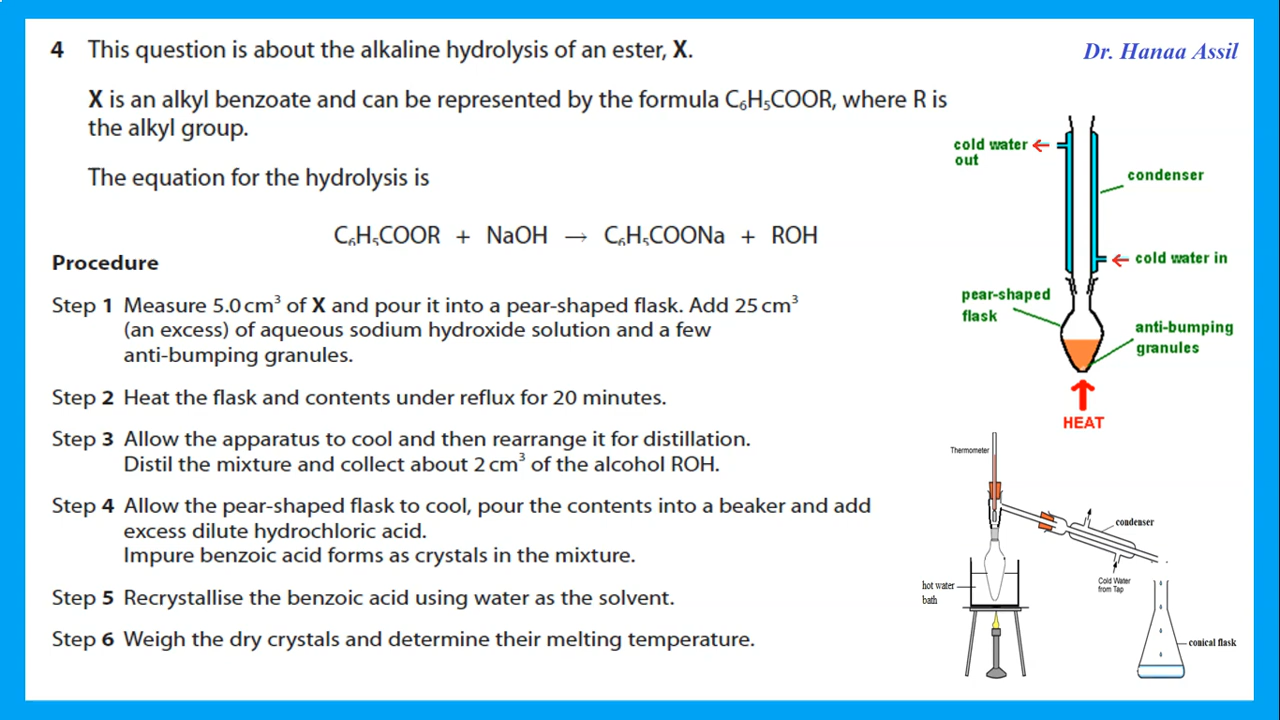 4 This question is about the alkaline hydrolysis of an ester, X.
Dr. Hanaa Assil
X is an alkyl benzoate and can be represented by the formula C₆H₅COOR, where R is
the alkyl group.
The equation for the hydrolysis is
C₆H₅COOR + NaOH → C₆H₅COONa + ROH
Procedure
Step 1 Measure 5.0 cm³ of X and pour it into a pear-shaped flask. Add 25 cm³
(an excess) of aqueous sodium hydroxide solution and a few
anti-bumping granules.
Step 2 Heat the flask and contents under reflux for 20 minutes.
Step 3 Allow the apparatus to cool and then rearrange it for distillation.
Distil the mixture and collect about 2 cm³ of the alcohol ROH.
Step 4 Allow the pear-shaped flask to cool, pour the contents into a beaker and add
excess dilute hydrochloric acid.
Impure benzoic acid forms as crystals in the mixture.
Step 5 Recrystallise the benzoic acid using water as the solvent.
Step 6 Weigh the dry crystals and determine their melting temperature.
cold water
out
condenser
cold water in
pear-shaped
flask
anti-bumping
granules
HEAT
Thermometer
condenser
Cold Water
from Tap
hot water
bath
conical flask